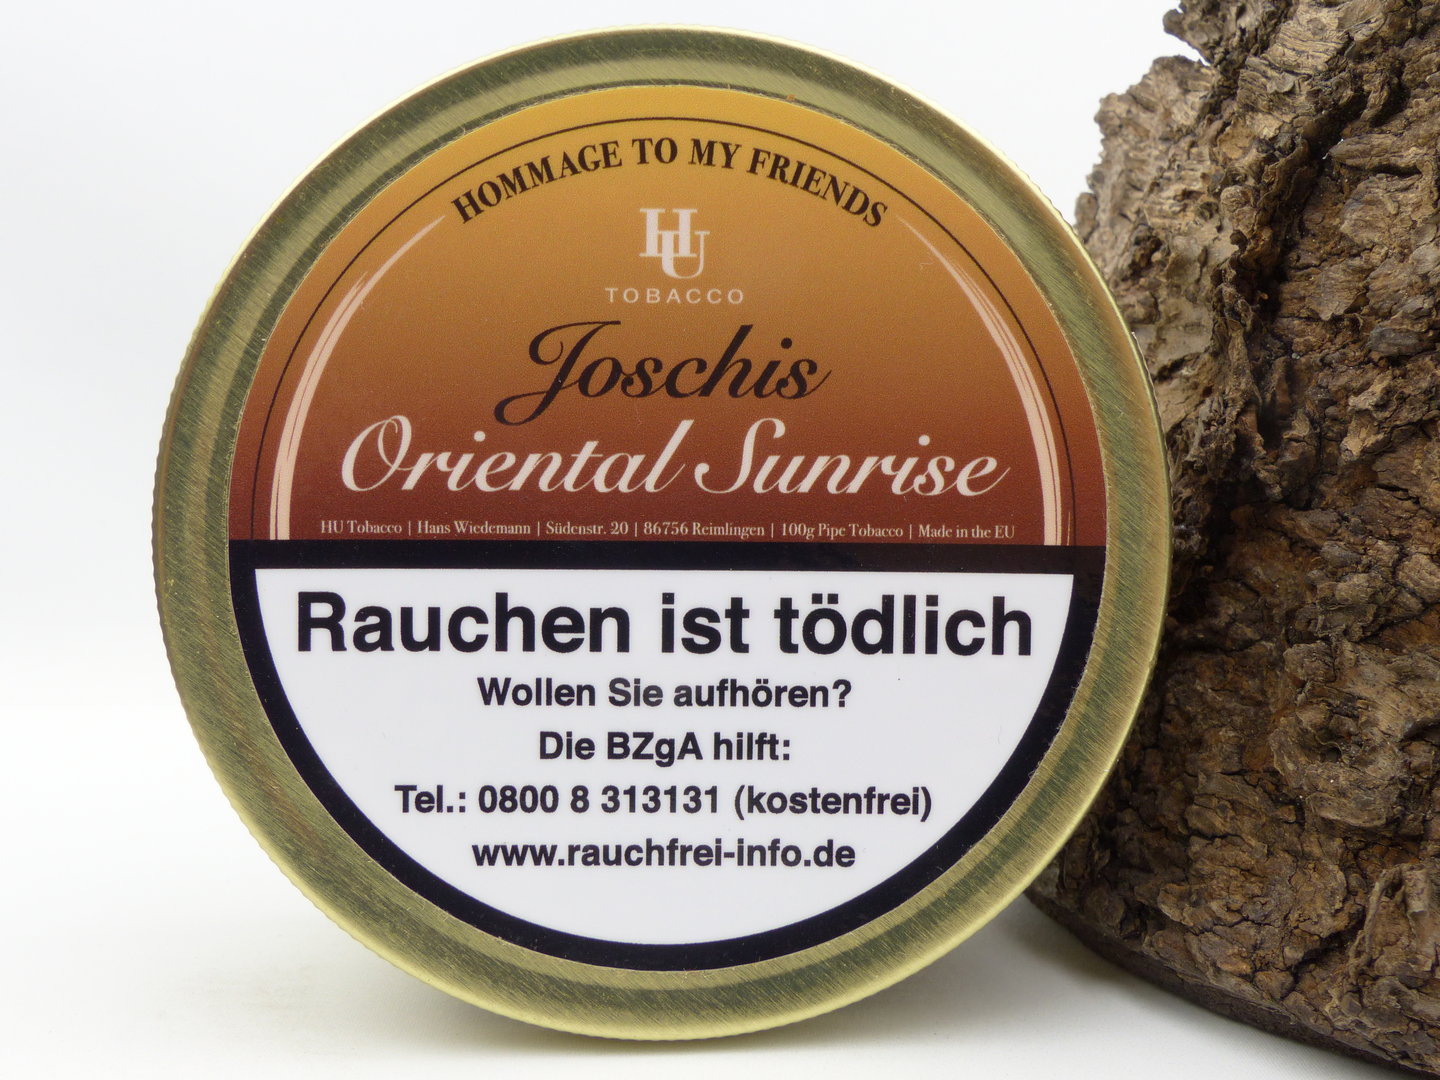 HOMMAGE TO MY FRIENDS
HU
TOBACCO
Joschis
Oriental Sunrise
HU Tobacco | Hans Wiedemann | Südenstr. 20 | 86756 Reimlingen | 100g Pipe Tobacco | Made in the EU
Rauchen ist tödlich
Wollen Sie aufhören?
Die BZgA hilft:
Tel.: 0800 8 313131 (kostenfrei)
www.rauchfrei-info.de